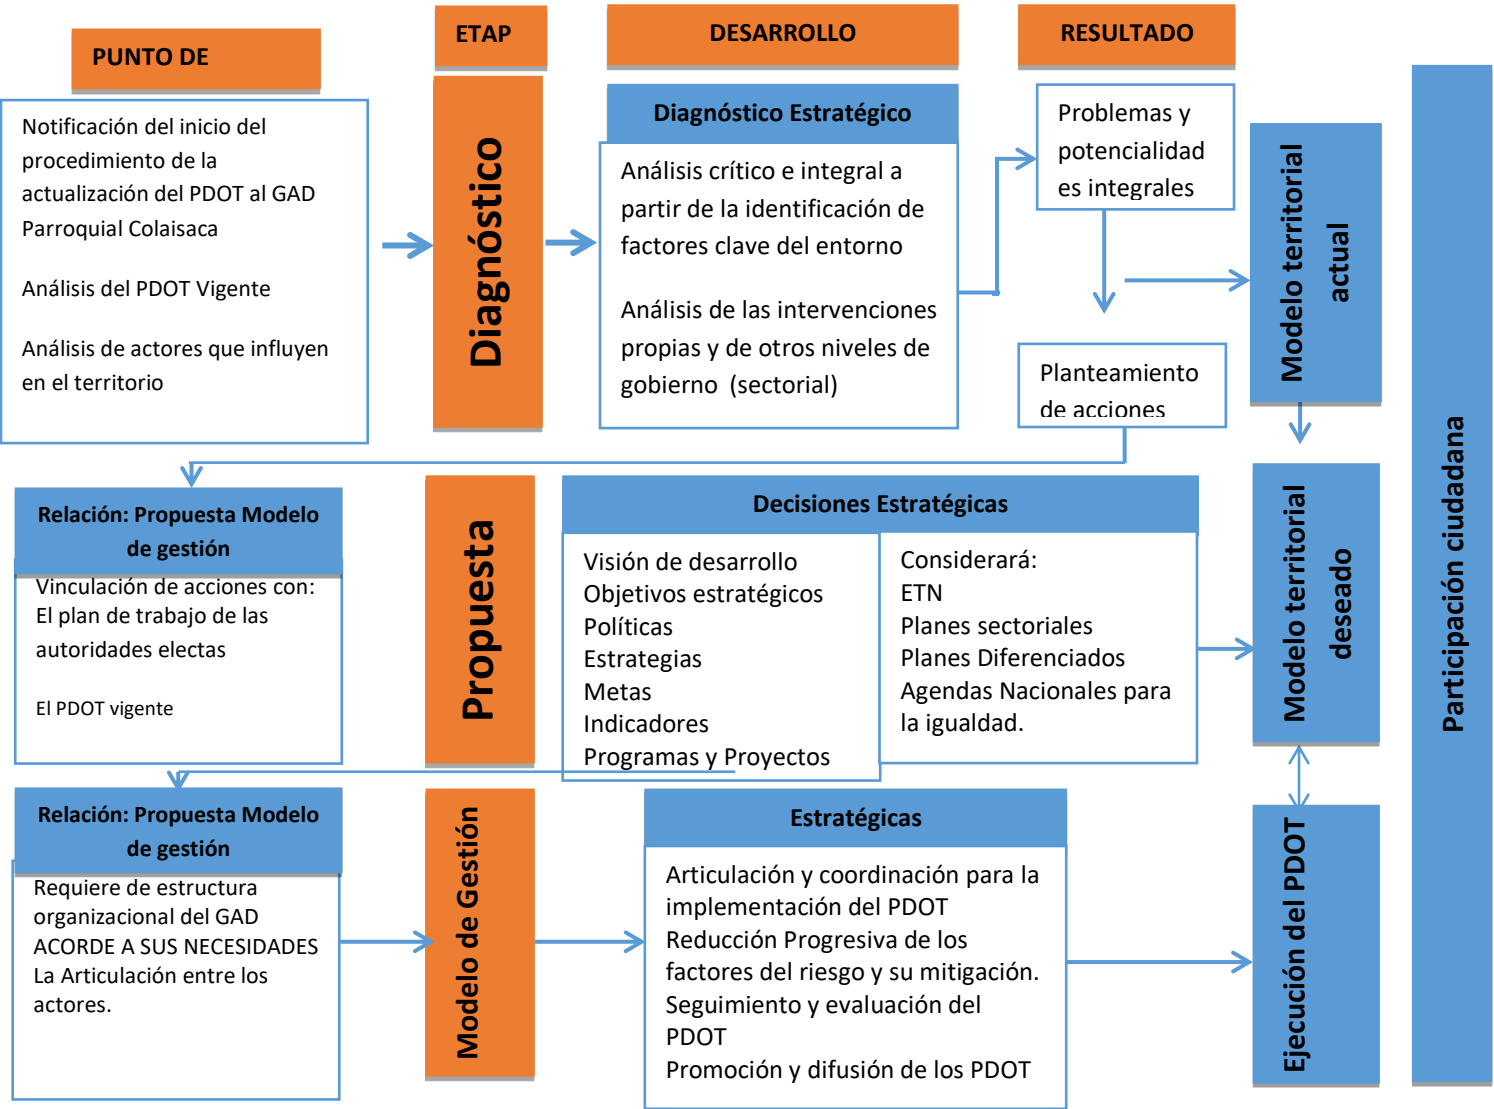 PUNTO DE
ETAP
DESARROLLO
RESULTADO
Notificación del inicio del
procedimiento de la
actualización del PDOT al GAD
Parroquial Colaisaca
Análisis del PDOT Vigente
Análisis de actores que influyen
en el territorio
Diagnóstico
Diagnóstico Estratégico
Análisis crítico e integral a
partir de la identificación de
factores clave del entorno
Análisis de las intervenciones
propias y de otros niveles de
gobierno (sectorial)
Problemas y
potencialidad
es integrales
Planteamiento
de acciones
Modelo territorial
actual
Participación ciudadana
Relación: Propuesta Modelo
de gestión
Vinculación de acciones con:
El plan de trabajo de las
autoridades electas
El PDOT vigente
Propuesta
Decisiones Estratégicas
Visión de desarrollo
Objetivos estratégicos
Políticas
Estrategias
Metas
Indicadores
Programas y Proyectos
Considerará:
ETN
Planes sectoriales
Planes Diferenciados
Agendas Nacionales para
la igualdad.
Modelo territorial
deseado
Relación: Propuesta Modelo
de gestión
Requiere de estructura
organizacional del GAD
ACORDE A SUS NECESIDADES
La Articulación entre los
actores.
Modelo de Gestión
Estratégicas
Articulación y coordinación para la
implementación del PDOT
Reducción Progresiva de los
factores del riesgo y su mitigación.
Seguimiento y evaluación del
PDOT
Promoción y difusión de los PDOT
Ejecución del PDOT